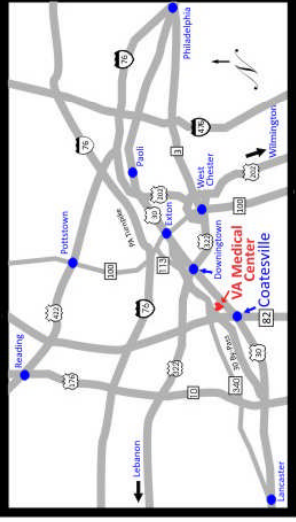 Lebanon
Reading
Pottstown
Philadelphia
N
176
422
100
76
76
76
476
PA Turnpike
Paoli
202
30
Exton
113
3
West
Chester
202
Wilmington
100
322
Downingtown
322
10
340
30 By Pass
VA Medical
Center
Coatesville
82
30
Lancaster